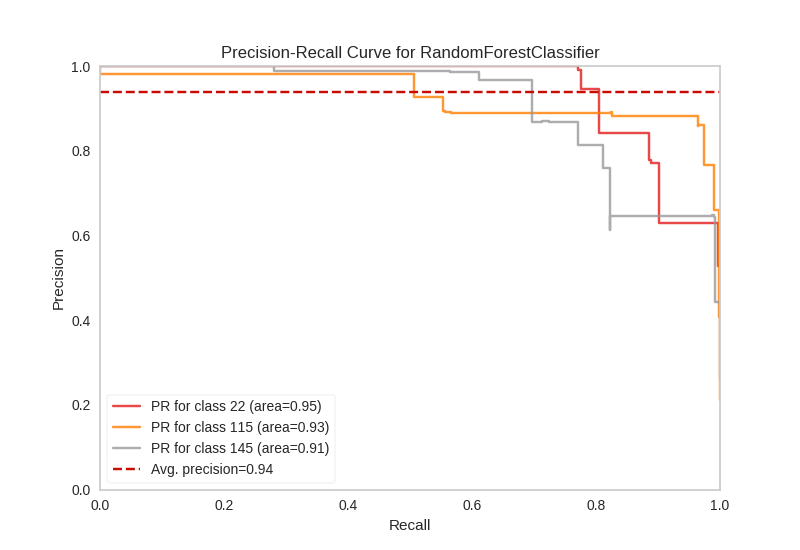 Precision-Recall Curve for RandomForestClassifier
1.0
0.8
0.6
0.4
0.2
0.0
Precision
PR for class 22 (area=0.95)
PR for class 115 (area=0.93)
PR for class 145 (area=0.91)
Avg. precision=0.94
0.0 0.2 0.4 0.6 0.8 1.0
Recall